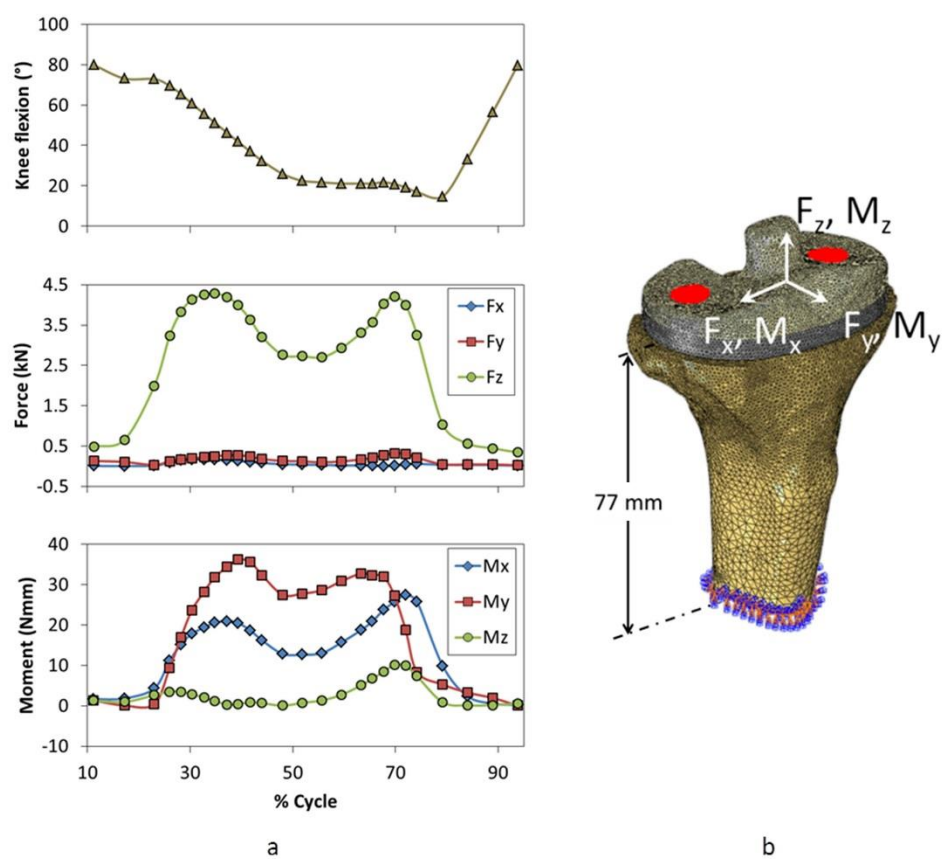 100
80
60
40
20
0
Knee flexion (°)
4.5
3.5
2.5
1.5
0.5
-0.5
Force (kN)
Fx
Fy
Fz
40
30
20
10
0
-10
Moment (Nmm)
Mx
My
Mz
10 30 50 70 90
% Cycle
a
Fz, Mz
Fx, Mx
Fy, My
77 mm
b